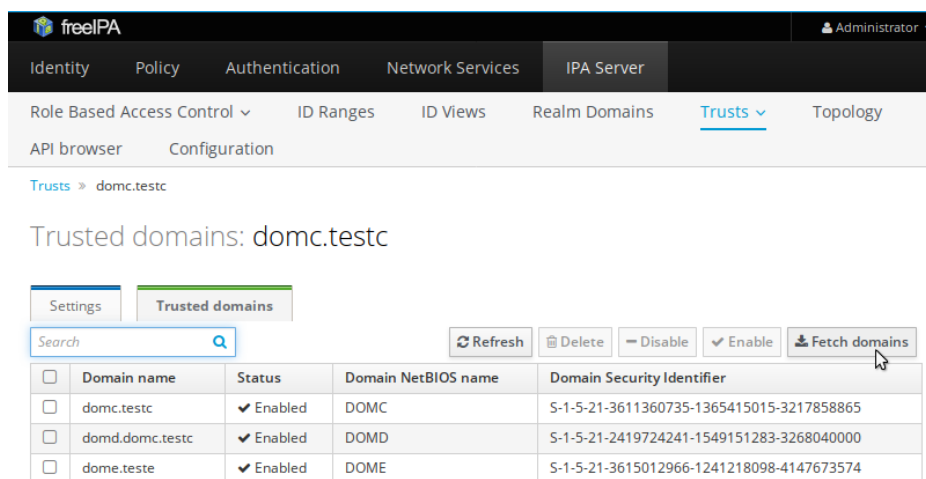 freeIPA Administrator
Identity Policy Authentication Network Services IPA Server
Role Based Access Control ID Ranges ID Views Realm Domains Trusts Topology
API browser Configuration
Trusts » domc.testc
Trusted domains: domc.testc
Settings Trusted domains
Search Refresh Delete Disable Enable Fetch domains
Domain name Status Domain NetBIOS name Domain Security Identifier
domc.testc Enabled DOMC S-1-5-21-3611360735-1365415015-3217858865
domd.domc.testc Enabled DOMD S-1-5-21-2419724241-1549151283-3268040000
dome.teste Enabled DOME S-1-5-21-3615012966-1241218098-4147673574